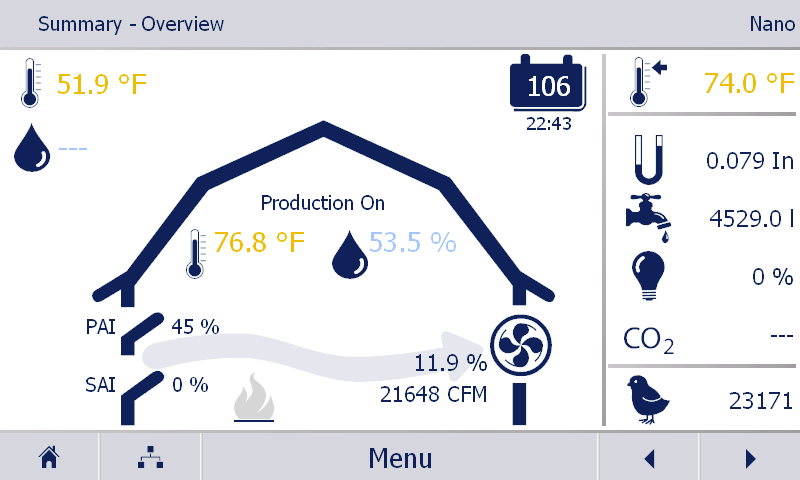 Summary - Overview
Nano
51.9 °F
106
22:43
74.0 °F
---
0.079 In
Production On
4529.0 l
76.8 °F
53.5 %
0 %
PAI
45 %
CO2
---
11.9 %
SAI
0 %
21648 CFM
23171
Menu